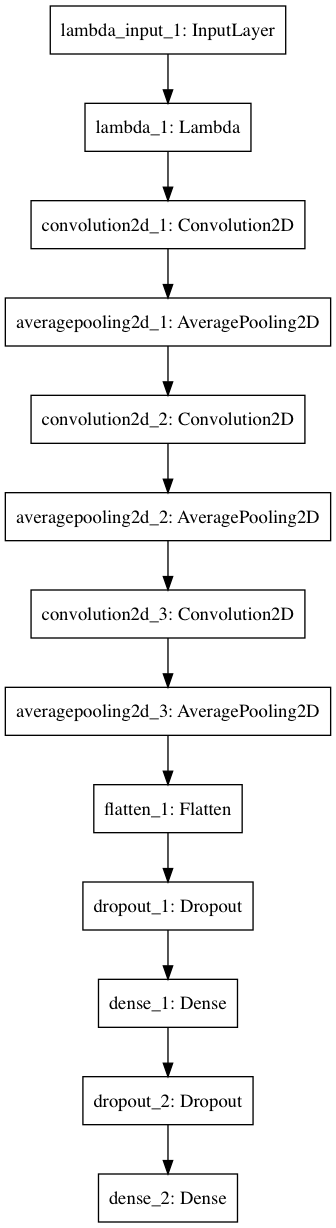 lambda_input_1: InputLayer
lambda_1: Lambda
convolution2d_1: Convolution2D
averagepooling2d_1: AveragePooling2D
convolution2d_2: Convolution2D
averagepooling2d_2: AveragePooling2D
convolution2d_3: Convolution2D
averagepooling2d_3: AveragePooling2D
flatten_1: Flatten
dropout_1: Dropout
dense_1: Dense
dropout_2: Dropout
dense_2: Dense